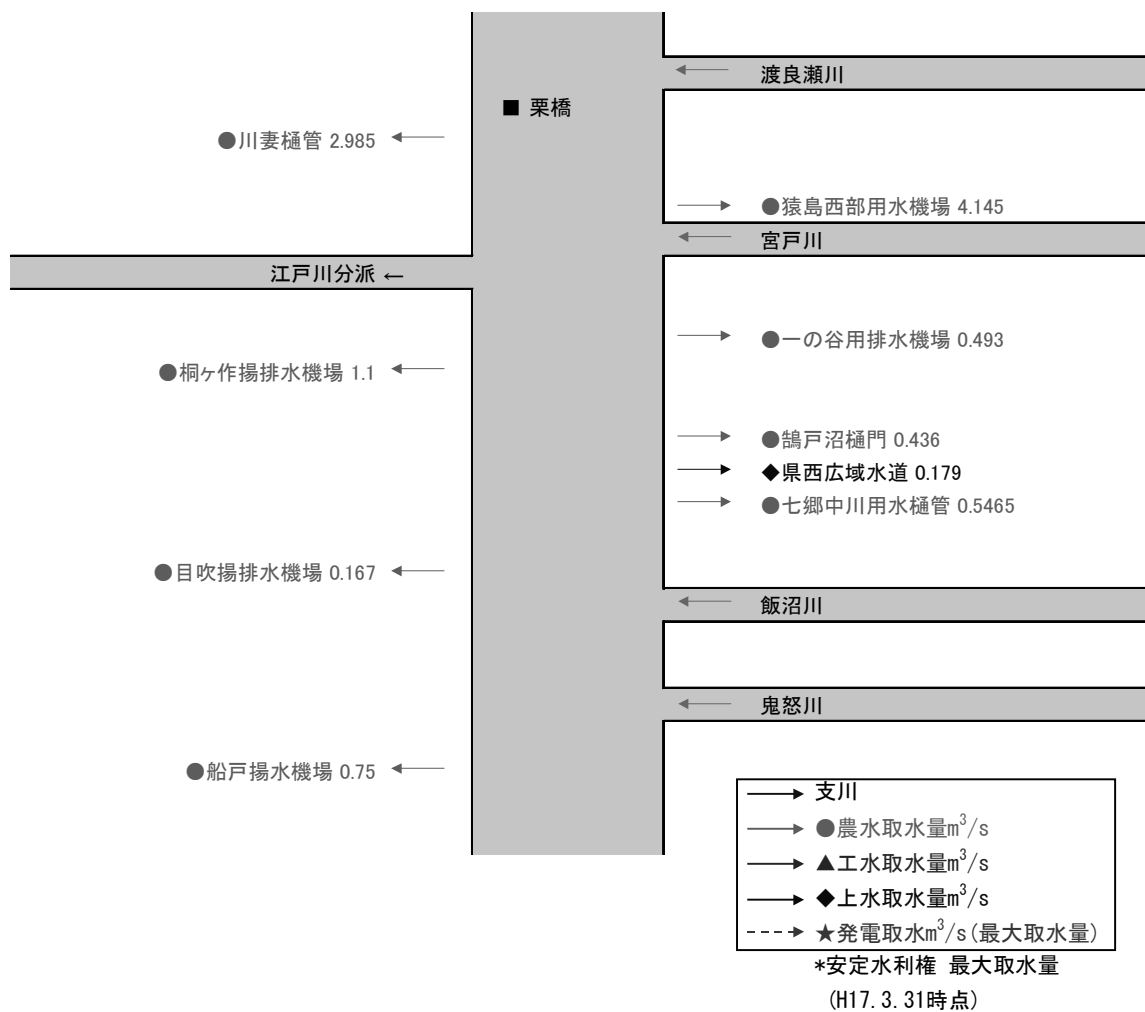 渡良瀬川
■ 栗橋
●川妻樋管 2.985
●猿島西部用水機場 4.145
宮戸川
江戸川分派 ←
●一の谷用排水機場 0.493
●桐ヶ作揚排水機場 1.1
●鵠戸沼樋門 0.436
◆県西広域水道 0.179
●七郷中川用水樋管 0.5465
●目吹揚排水機場 0.167
飯沼川
鬼怒川
●船戸揚水機場 0.75
支川
●農水取水量m³/s
▲工水取水量m³/s
◆上水取水量m³/s
★発電取水m³/s(最大取水量)
*安定水利権 最大取水量
(H17.3.31時点)